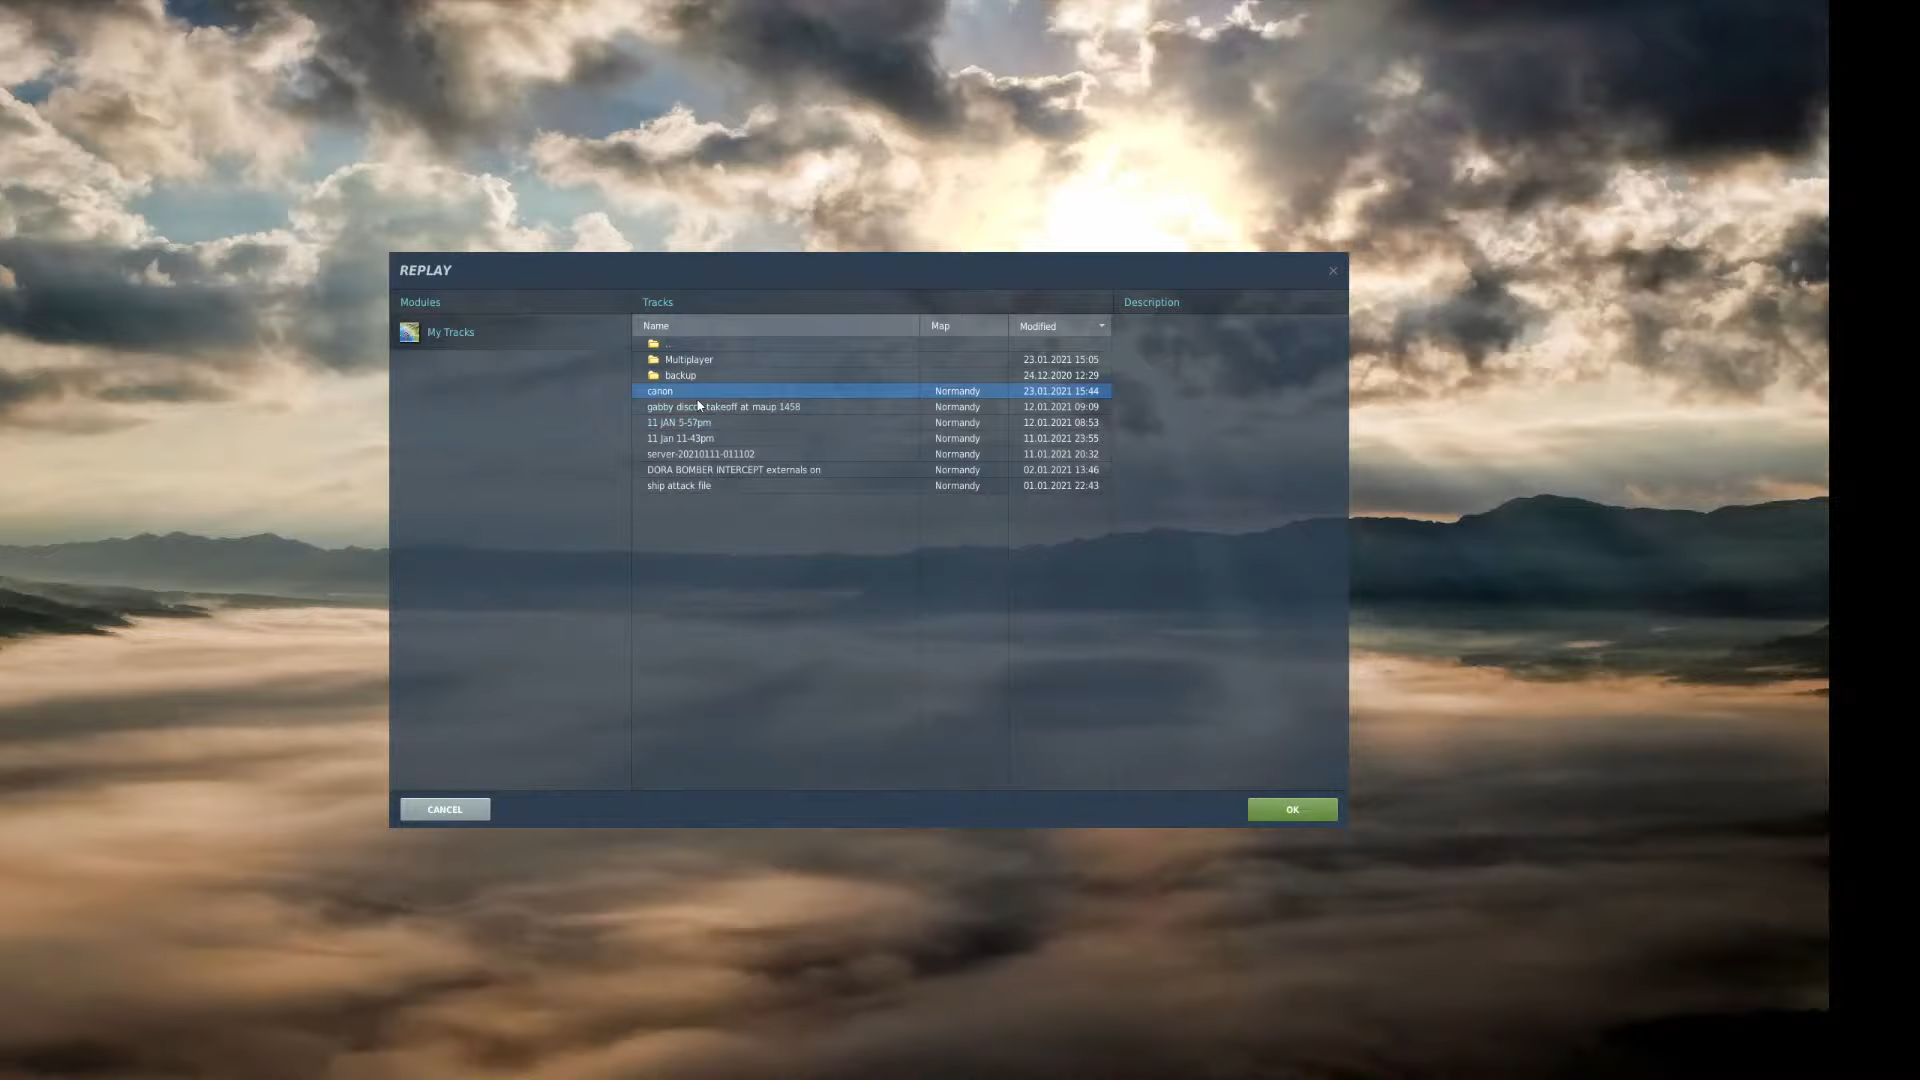 REPLAY
Modules Tracks Description
My Tracks
Name Map Modified
..
Multiplayer 23.01.2021 15:05
backup 24.12.2020 12:29
canon Normandy 23.01.2021 15:44
gabby disco takeoff at maup 1458 Normandy 12.01.2021 09:09
11 JAN 5-57pm Normandy 12.01.2021 08:53
11 Jan 11-43pm Normandy 11.01.2021 23:55
server-20210111-011102 Normandy 11.01.2021 20:32
DORA BOMBER INTERCEPT externals on Normandy 02.01.2021 13:46
ship attack file Normandy 01.01.2021 22:43
CANCEL OK